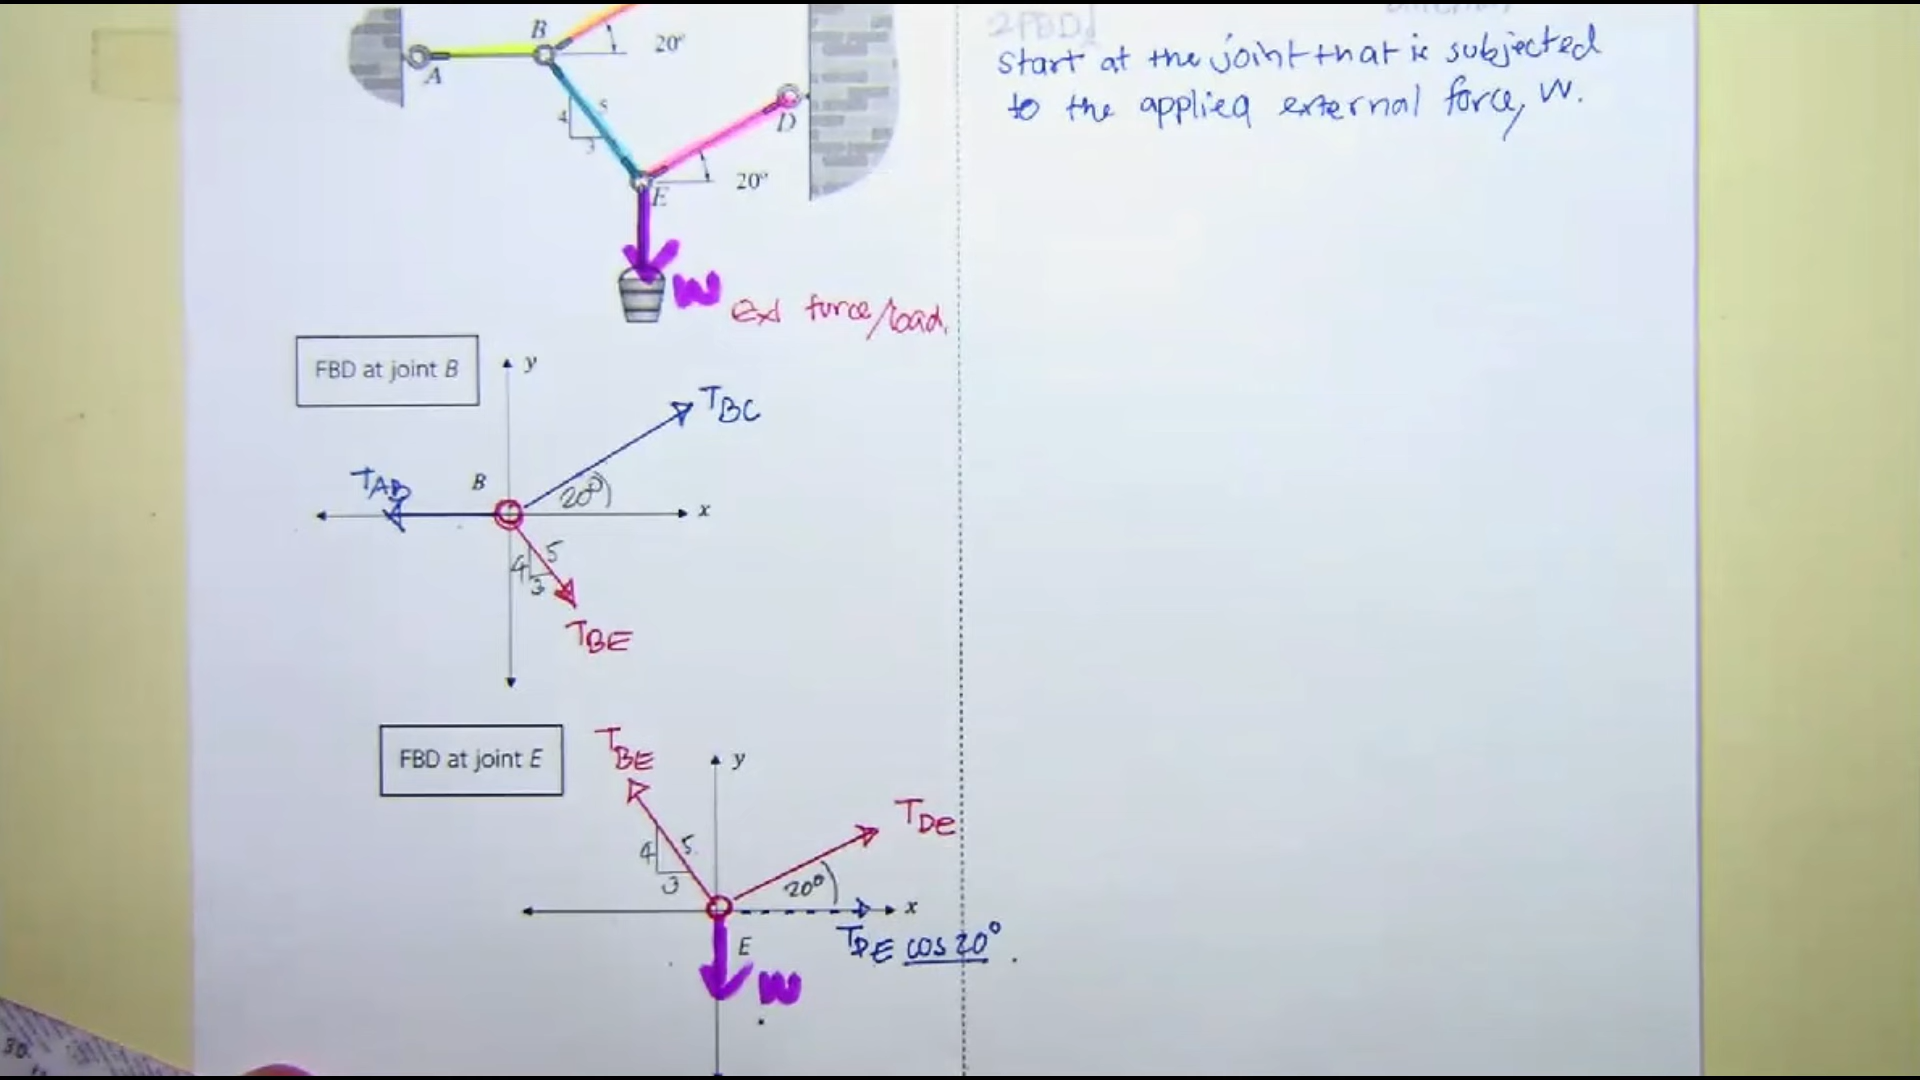 2FBDs
start at the joint that is subjected
to the applied external force, W.
B
20°
A
D
4
5
3
20°
E
W
ext force/load.
FBD at joint B
y
TBC
TAB
B
20°
x
4
5
3
TBE
FBD at joint E
TBE
y
TDE
4
5
3
20°
x
E
TDE cos 20°.
W
30